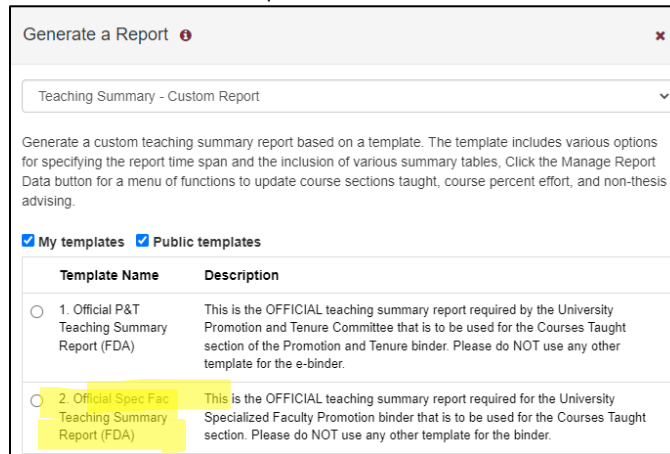 Generate a Report
Teaching Summary - Custom Report
Generate a custom teaching summary report based on a template. The template includes various options
for specifying the report time span and the inclusion of various summary tables, Click the Manage Report
Data button for a menu of functions to update course sections taught, course percent effort, and non-thesis
advising.
My templates Public templates
Template Name Description
1. Official P&T
Teaching Summary
Report (FDA)
This is the OFFICIAL teaching summary report required by the University
Promotion and Tenure Committee that is to be used for the Courses Taught
section of the Promotion and Tenure binder. Please do NOT use any other
template for the e-binder.
2. Official Spec Fac
Teaching Summary
Report (FDA)
This is the OFFICIAL teaching summary report required for the University
Specialized Faculty Promotion binder that is to be used for the Courses Taught
section. Please do NOT use any other template for the binder.